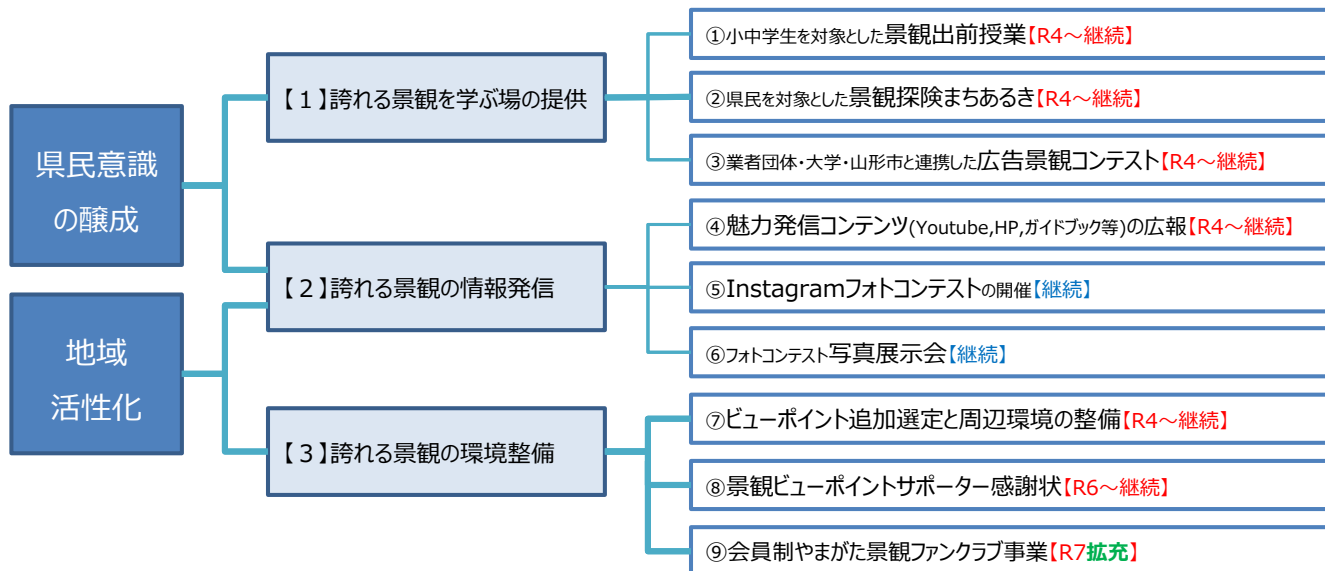 県民意識
の醸成
地域
活性化
【1】誇れる景観を学ぶ場の提供
【2】誇れる景観の情報発信
【3】誇れる景観の環境整備
①小中学生を対象とした景観出前授業【R4～継続】
②県民を対象とした景観探険まちあるき【R4～継続】
③業者団体・大学・山形市と連携した広告景観コンテスト【R4～継続】
④魅力発信コンテンツ(Youtube,HP,ガイドブック等)の広報【R4～継続】
⑤Instagramフォトコンテストの開催【継続】
⑥フォトコンテスト写真展示会【継続】
⑦ビューポイント追加選定と周辺環境の整備【R4～継続】
⑧景観ビューポイントサポーター感謝状【R6～継続】
⑨会員制やまがた景観ファンクラブ事業【R7拡充】